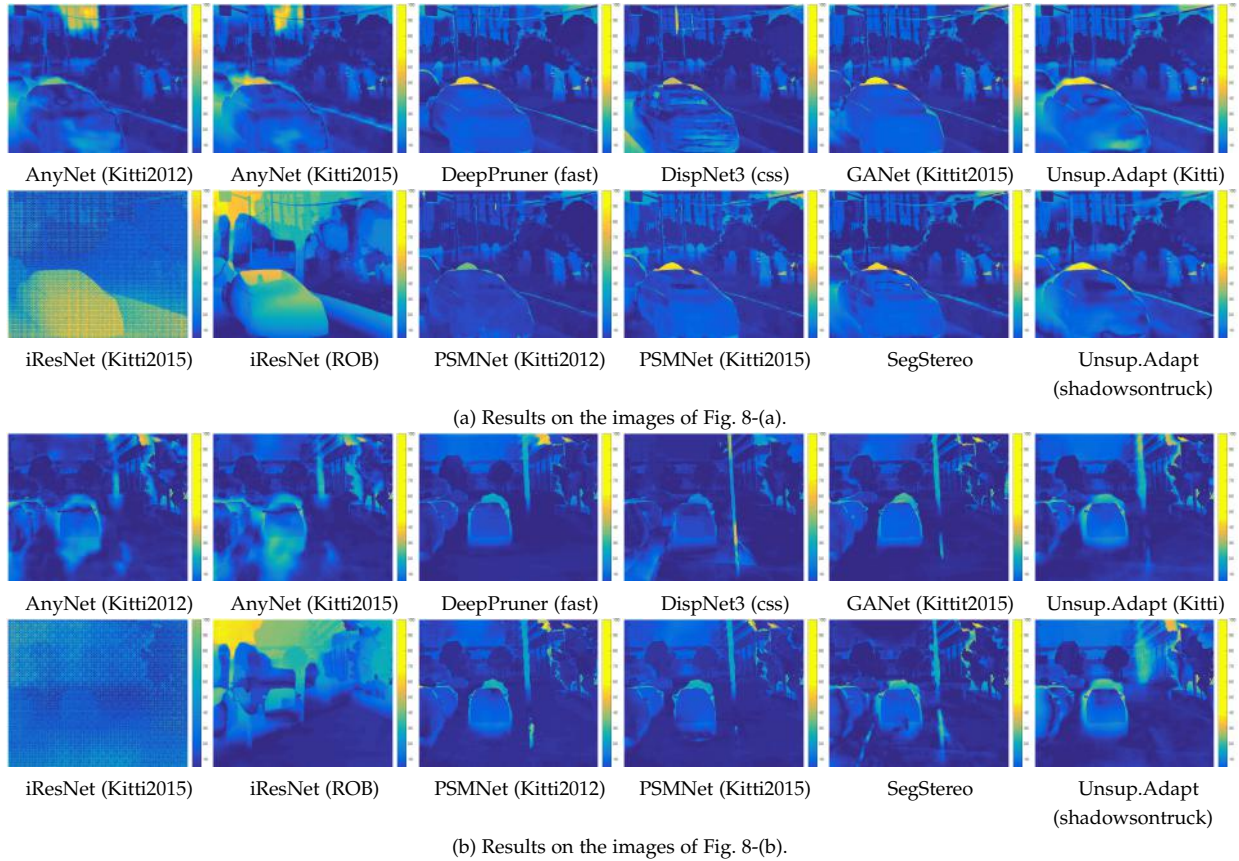 AnyNet (Kitti2012) AnyNet (Kitti2015) DeepPruner (fast) DispNet3 (css) GANet (Kittit2015) Unsup.Adapt (Kitti)
iResNet (Kitti2015) iResNet (ROB) PSMNet (Kitti2012) PSMNet (Kitti2015) SegStereo Unsup.Adapt
(shadowsontruck)
(a) Results on the images of Fig. 8-(a).
AnyNet (Kitti2012) AnyNet (Kitti2015) DeepPruner (fast) DispNet3 (css) GANet (Kittit2015) Unsup.Adapt (Kitti)
iResNet (Kitti2015) iResNet (ROB) PSMNet (Kitti2012) PSMNet (Kitti2015) SegStereo Unsup.Adapt
(shadowsontruck)
(b) Results on the images of Fig. 8-(b).